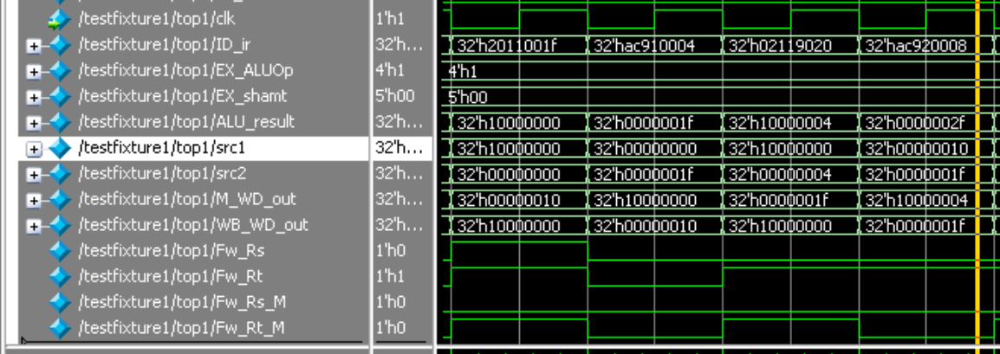 /testfixture1/top1/clk 1'h1
/testfixture1/top1/ID_ir 32'h... 32'h2011001f 32'hac910004 32'h02119020 32'hac920008
/testfixture1/top1/EX_ALUOp 4'h1 4'h1
/testfixture1/top1/EX_shamt 5'h00 5'h00
/testfixture1/top1/ALU_result 32'h... 32'h10000000 32'h0000001f 32'h10000004 32'h0000002f
/testfixture1/top1/src1 32'h... 32'h10000000 32'h00000000 32'h10000000 32'h00000010
/testfixture1/top1/src2 32'h... 32'h00000000 32'h0000001f 32'h00000004 32'h0000001f
/testfixture1/top1/M_WD_out 32'h... 32'h00000010 32'h10000000 32'h0000001f 32'h10000004
/testfixture1/top1/WB_WD_out 32'h... 32'h10000000 32'h00000010 32'h10000000 32'h0000001f
/testfixture1/top1/Fw_Rs 1'h0
/testfixture1/top1/Fw_Rt 1'h1
/testfixture1/top1/Fw_Rs_M 1'h0
/testfixture1/top1/Fw_Rt_M 1'h0